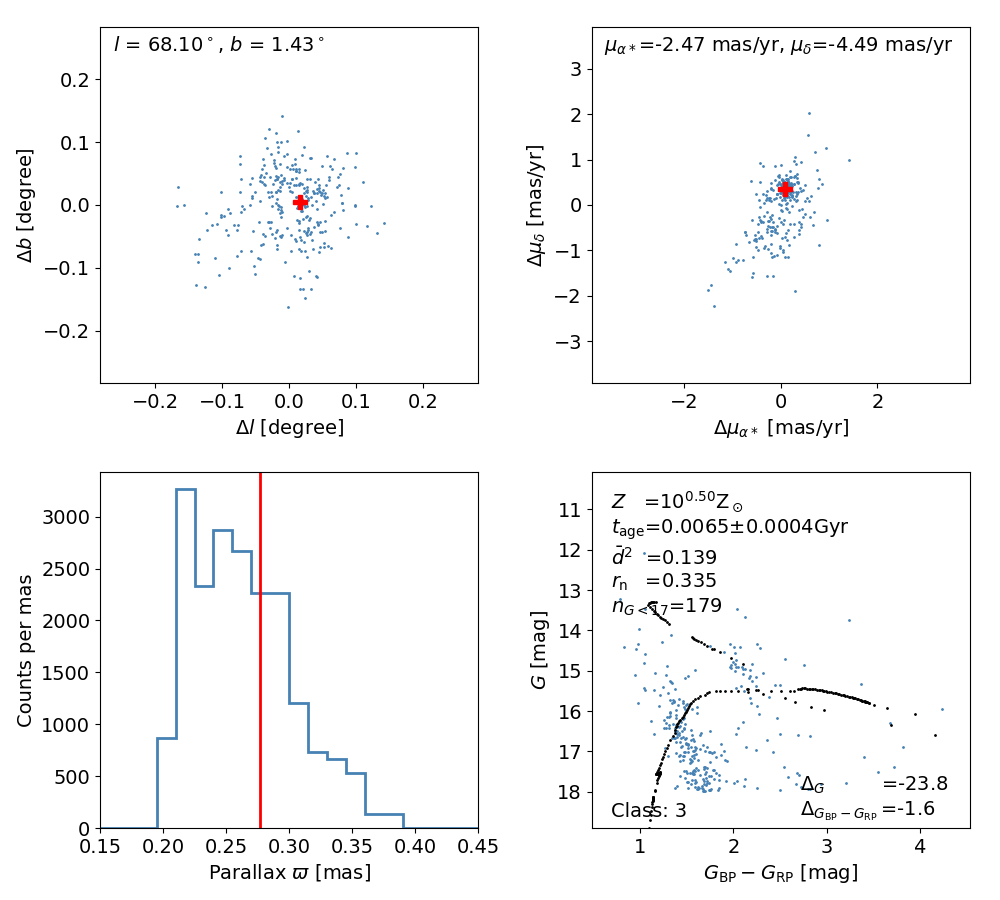 l = 68.10°, b = 1.43°
0.2
0.1
0.0
−0.1
−0.2
Δb [degree]
−0.2 −0.1 0.0 0.1 0.2
Δl [degree]
μα*=-2.47 mas/yr, μδ=-4.49 mas/yr
3
2
1
0
−1
−2
−3
Δμδ [mas/yr]
−2 0 2
Δμα* [mas/yr]
3000
2500
2000
1500
1000
500
0
Counts per mas
0.15 0.20 0.25 0.30 0.35 0.40 0.45
Parallax ϖ [mas]
Z =10^0.50 Z⊙
t_age=0.0065±0.0004Gyr
d̄² =0.139
r_n =0.335
n_G<17=179
11
12
13
14
15
16
17
18
G [mag]
Δ_G =-23.8
Δ_GBP−GRP =-1.6
Class: 3
1 2 3 4
G_BP − G_RP [mag]